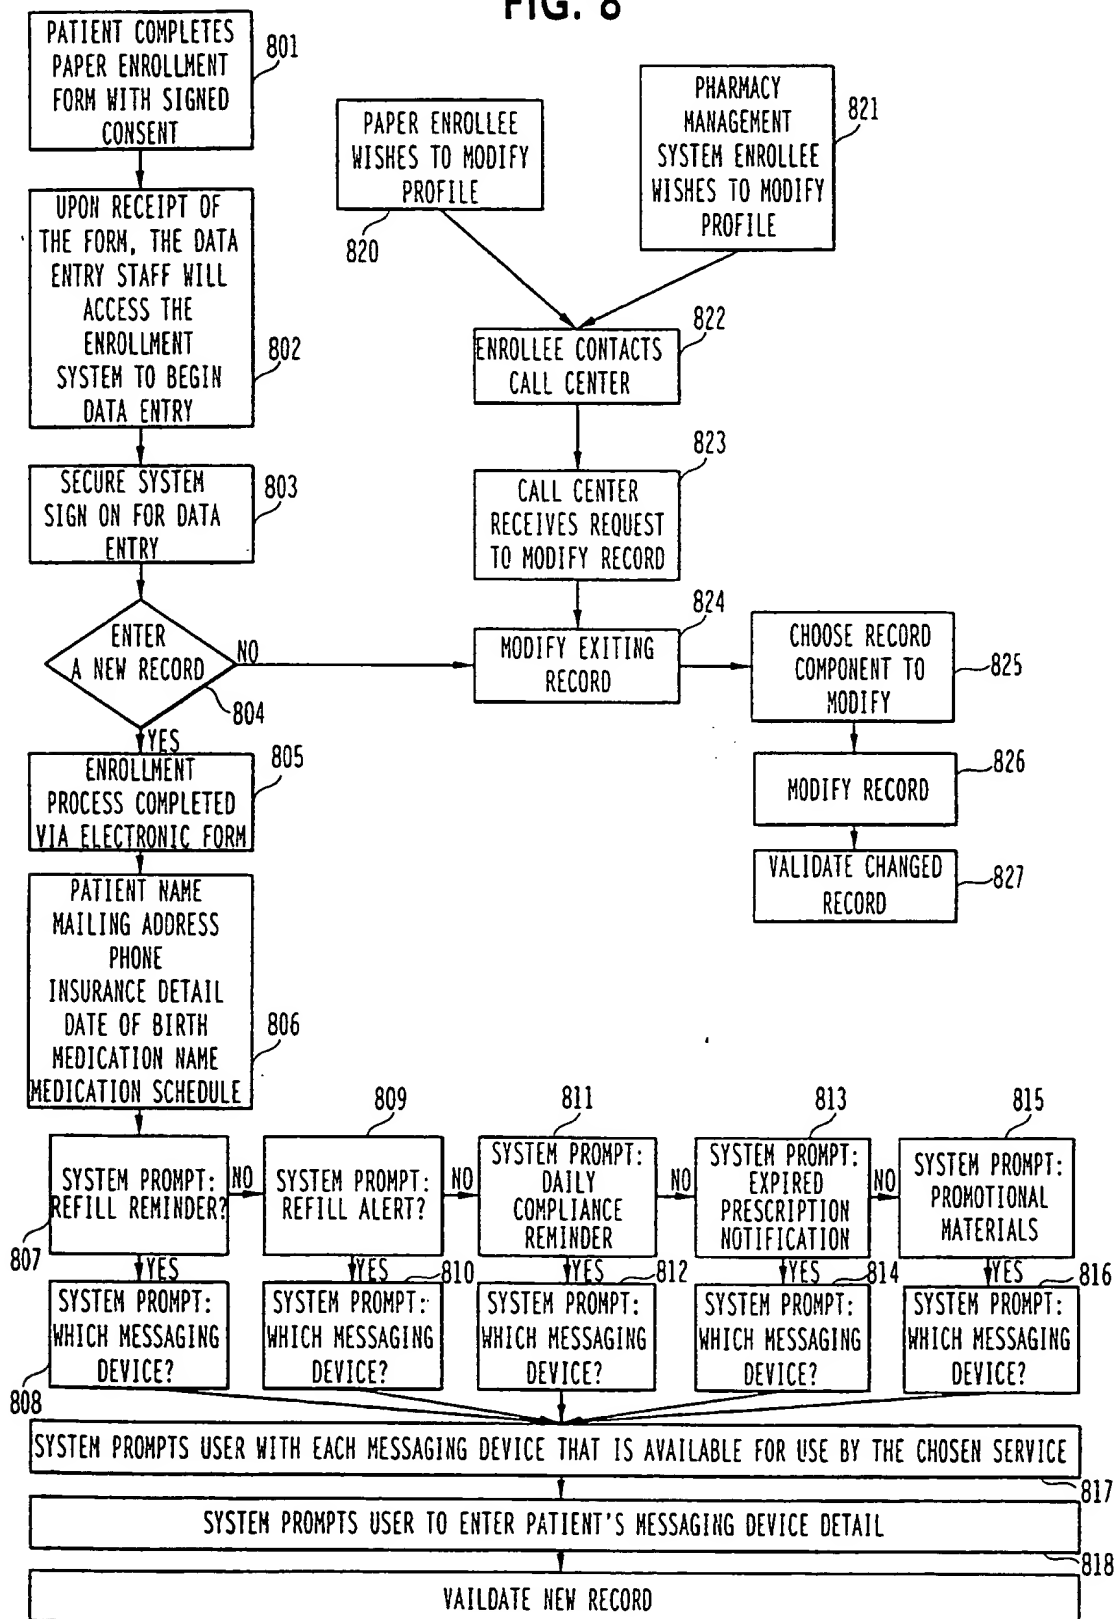 FIG. 8
PATIENT COMPLETES
PAPER ENROLLMENT
FORM WITH SIGNED
CONSENT
801
UPON RECEIPT OF
THE FORM, THE DATA
ENTRY STAFF WILL
ACCESS THE
ENROLLMENT
SYSTEM TO BEGIN
DATA ENTRY
802
SECURE SYSTEM
SIGN ON FOR DATA
ENTRY
803
ENTER
A NEW RECORD
804
NO
YES
ENROLLMENT
PROCESS COMPLETED
VIA ELECTRONIC FORM
805
PATIENT NAME
MAILING ADDRESS
PHONE
INSURANCE DETAIL
DATE OF BIRTH
MEDICATION NAME
MEDICATION SCHEDULE
806
PAPER ENROLLEE
WISHES TO MODIFY
PROFILE
820
PHARMACY
MANAGEMENT
SYSTEM ENROLLEE
WISHES TO MODIFY
PROFILE
821
ENROLLEE CONTACTS
CALL CENTER
822
CALL CENTER
RECEIVES REQUEST
TO MODIFY RECORD
823
MODIFY EXITING
RECORD
824
CHOOSE RECORD
COMPONENT TO
MODIFY
825
MODIFY RECORD
826
VALIDATE CHANGED
RECORD
827
SYSTEM PROMPT:
REFILL REMINDER?
807
NO
YES
SYSTEM PROMPT:
REFILL ALERT?
809
NO
YES
SYSTEM PROMPT:
DAILY
COMPLIANCE
REMINDER
811
NO
YES
SYSTEM PROMPT:
EXPIRED
PRESCRIPTION
NOTIFICATION
813
NO
YES
SYSTEM PROMPT:
PROMOTIONAL
MATERIALS
815
YES
SYSTEM PROMPT:
WHICH MESSAGING
DEVICE?
808
SYSTEM PROMPT:
WHICH MESSAGING
DEVICE?
810
SYSTEM PROMPT:
WHICH MESSAGING
DEVICE?
812
SYSTEM PROMPT:
WHICH MESSAGING
DEVICE?
814
SYSTEM PROMPT:
WHICH MESSAGING
DEVICE?
816
SYSTEM PROMPTS USER WITH EACH MESSAGING DEVICE THAT IS AVAILABLE FOR USE BY THE CHOSEN SERVICE
817
SYSTEM PROMPTS USER TO ENTER PATIENT'S MESSAGING DEVICE DETAIL
818
VAILDATE NEW RECORD